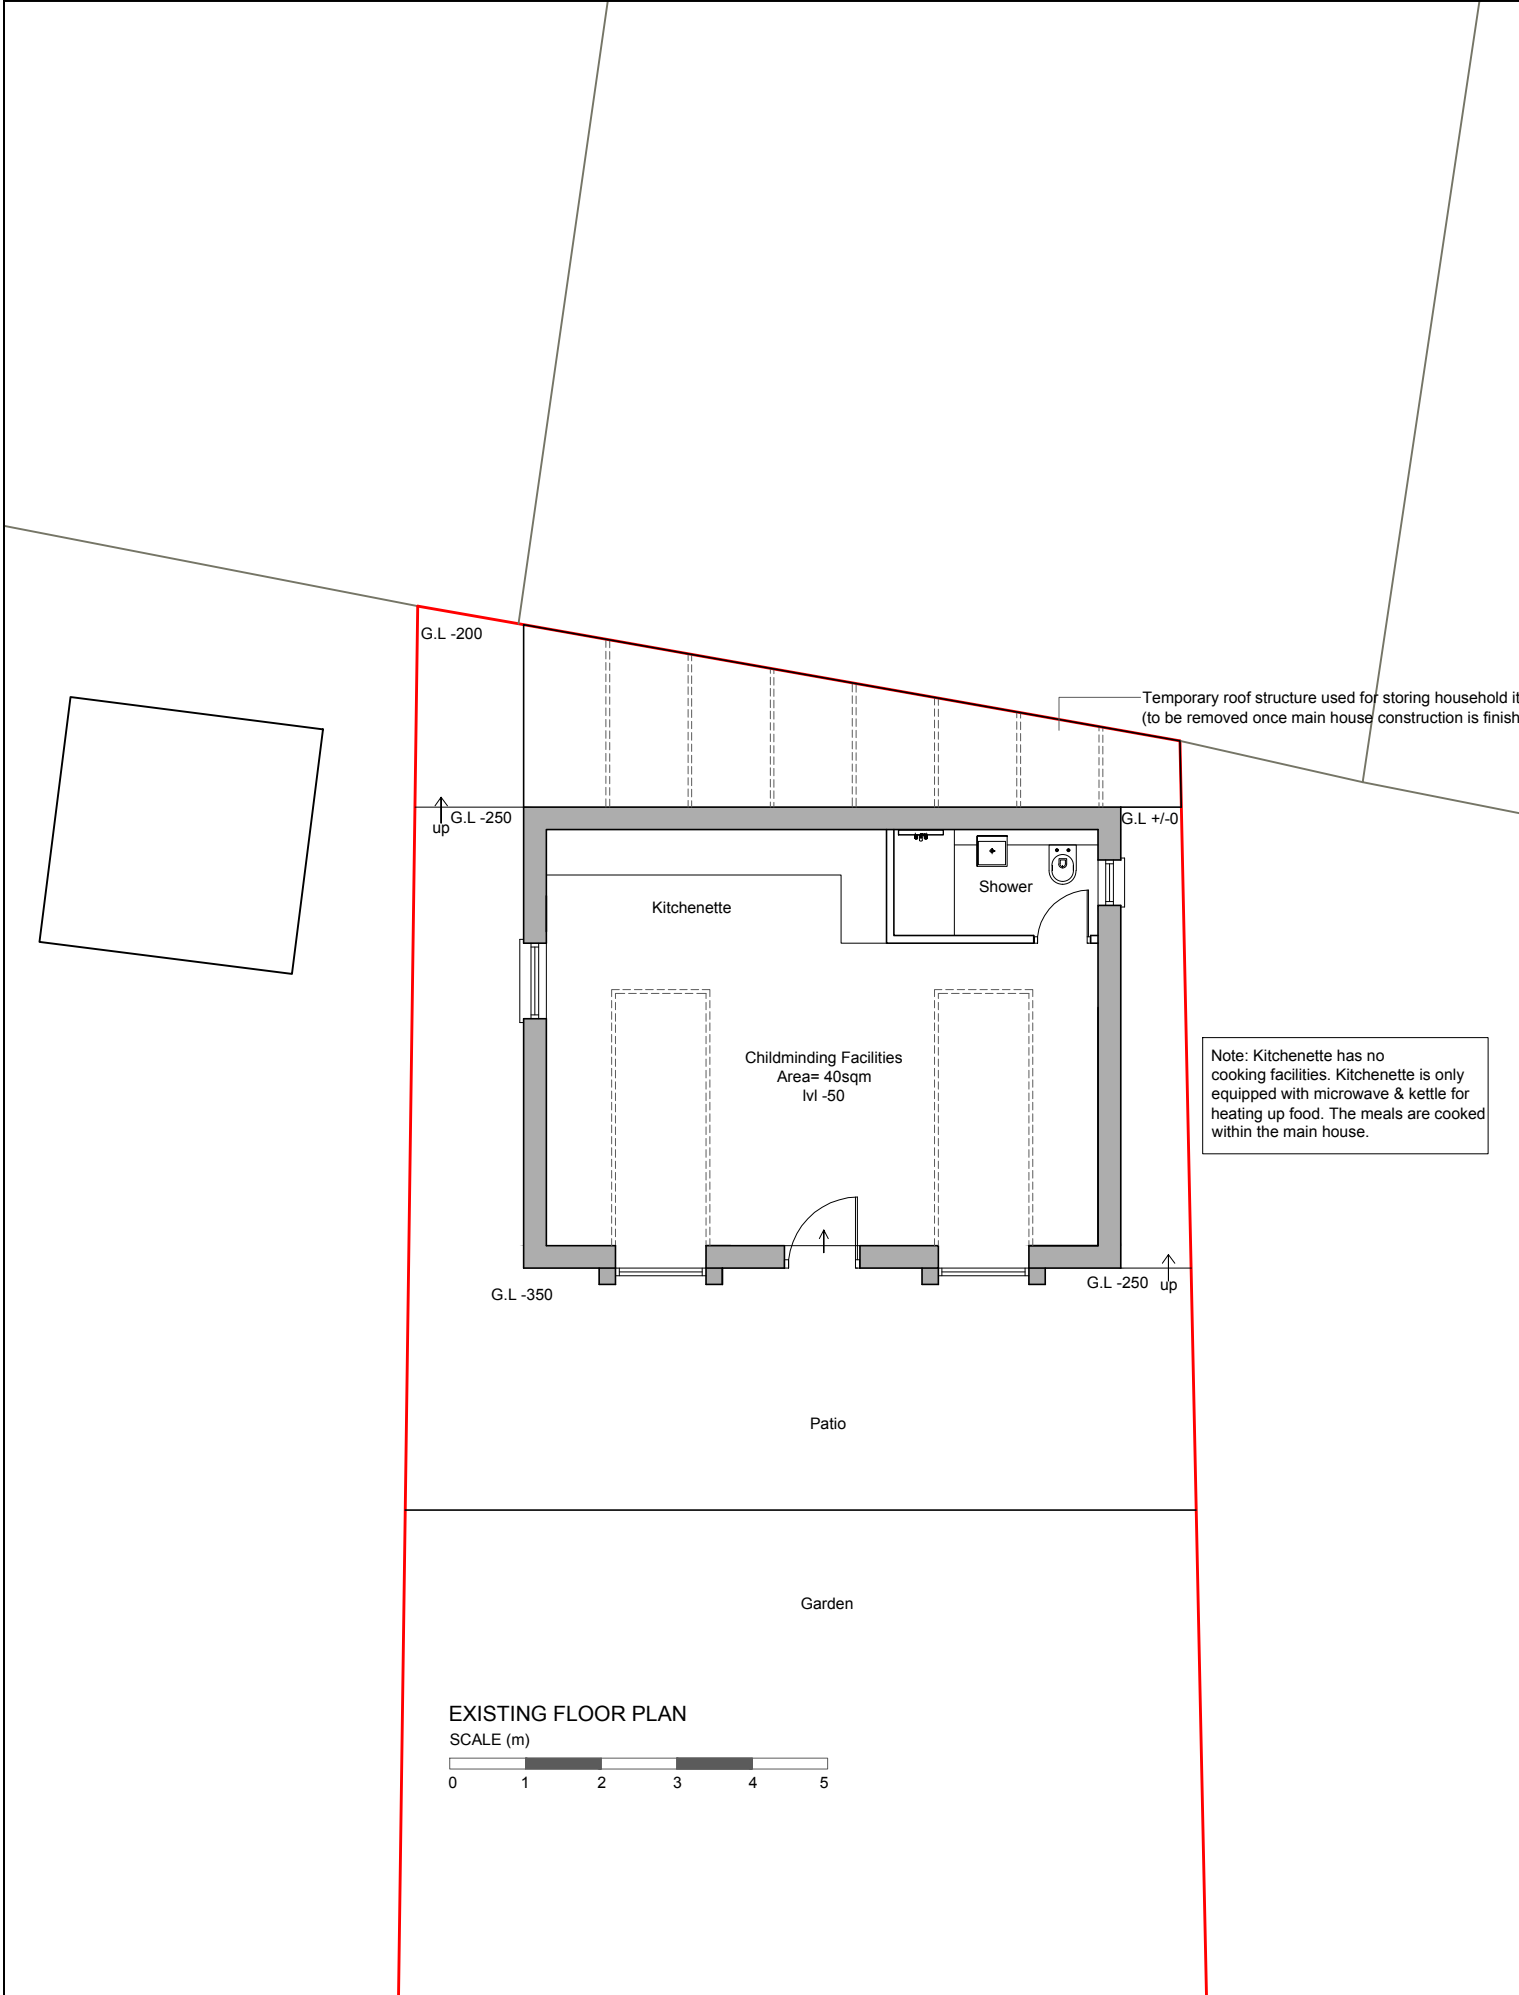 G.L -200
Temporary roof structure used for storing household
(to be removed once main house construction is
up
G.L -250
G.L +/-0
Shower
Kitchenette
Childminding Facilities
Area= 40sqm
lvl -50
Note: Kitchenette has no
cooking facilities. Kitchenette is only
equipped with microwave & kettle for
heating up food. The meals are cooked
within the main house.
G.L -350
G.L -250
up
Patio
Garden
EXISTING FLOOR PLAN
SCALE (m)
0 1 2 3 4 5